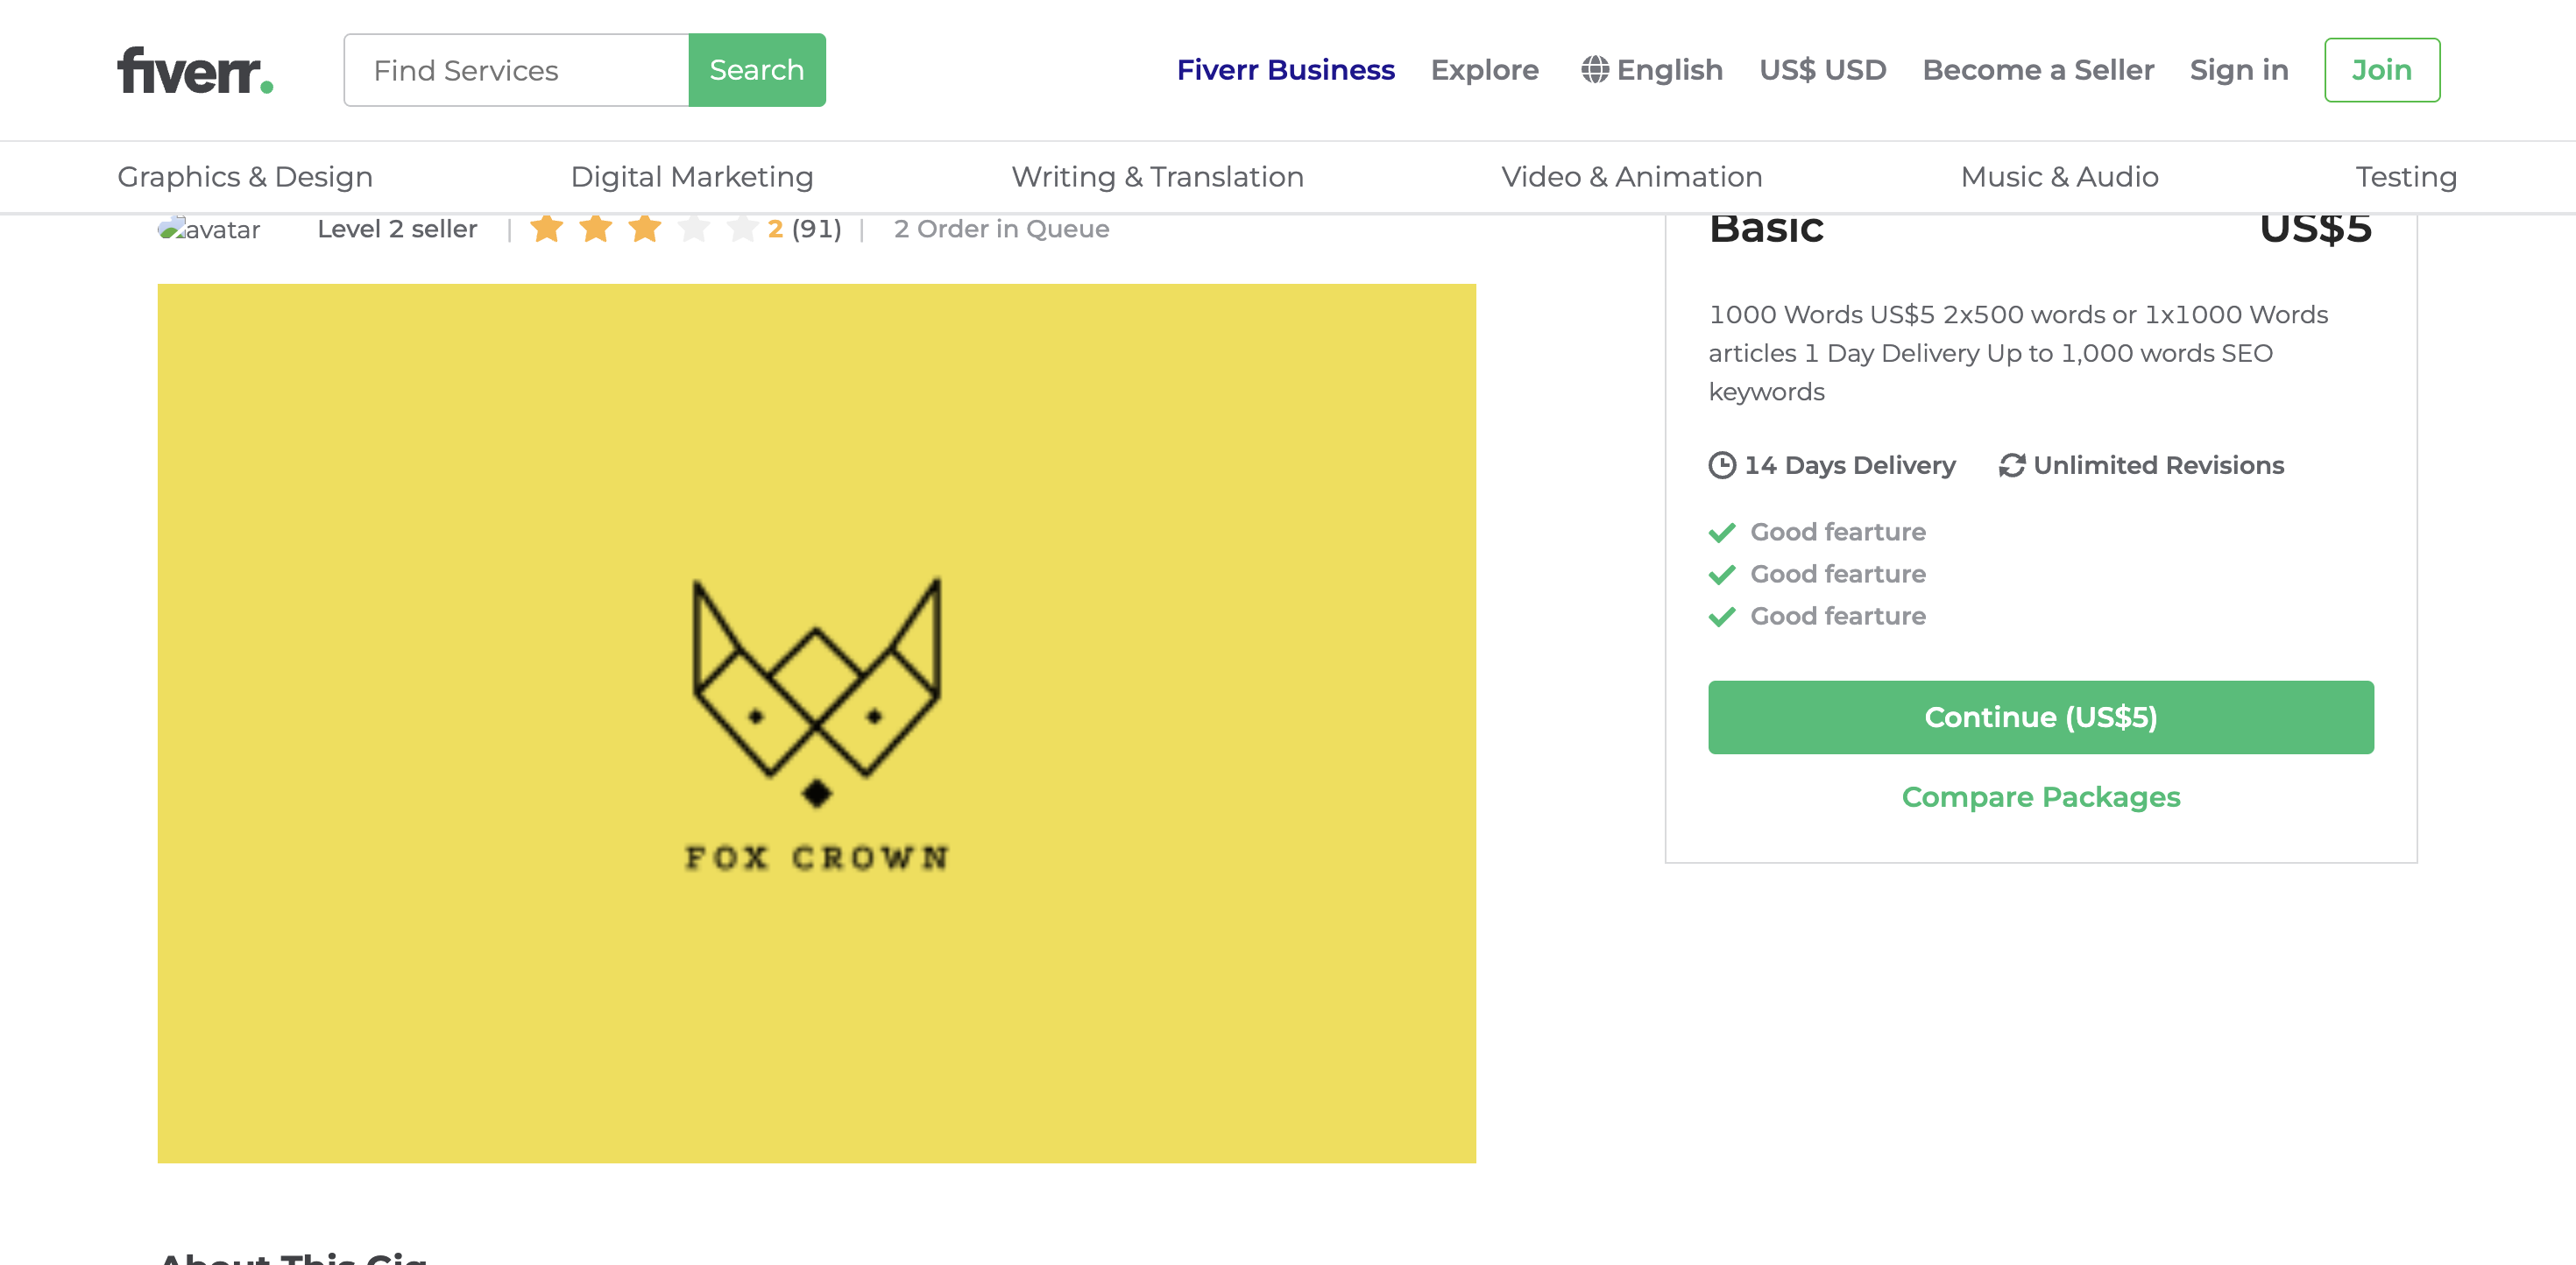 fiverr.
Find Services
Search
Fiverr Business
Explore
English
US$ USD
Become a Seller
Sign in
Join
Graphics & Design
Digital Marketing
Writing & Translation
Video & Animation
Music & Audio
Testing
avatar
Level 2 seller
|
2 (91)
|
2 Order in Queue
FOX CROWN
About This Gig
Basic
US$5
1000 Words US$5 2x500 words or 1x1000 Words
articles 1 Day Delivery Up to 1,000 words SEO
keywords
14 Days Delivery
Unlimited Revisions
Good fearture
Good fearture
Good fearture
Continue (US$5)
Compare Packages